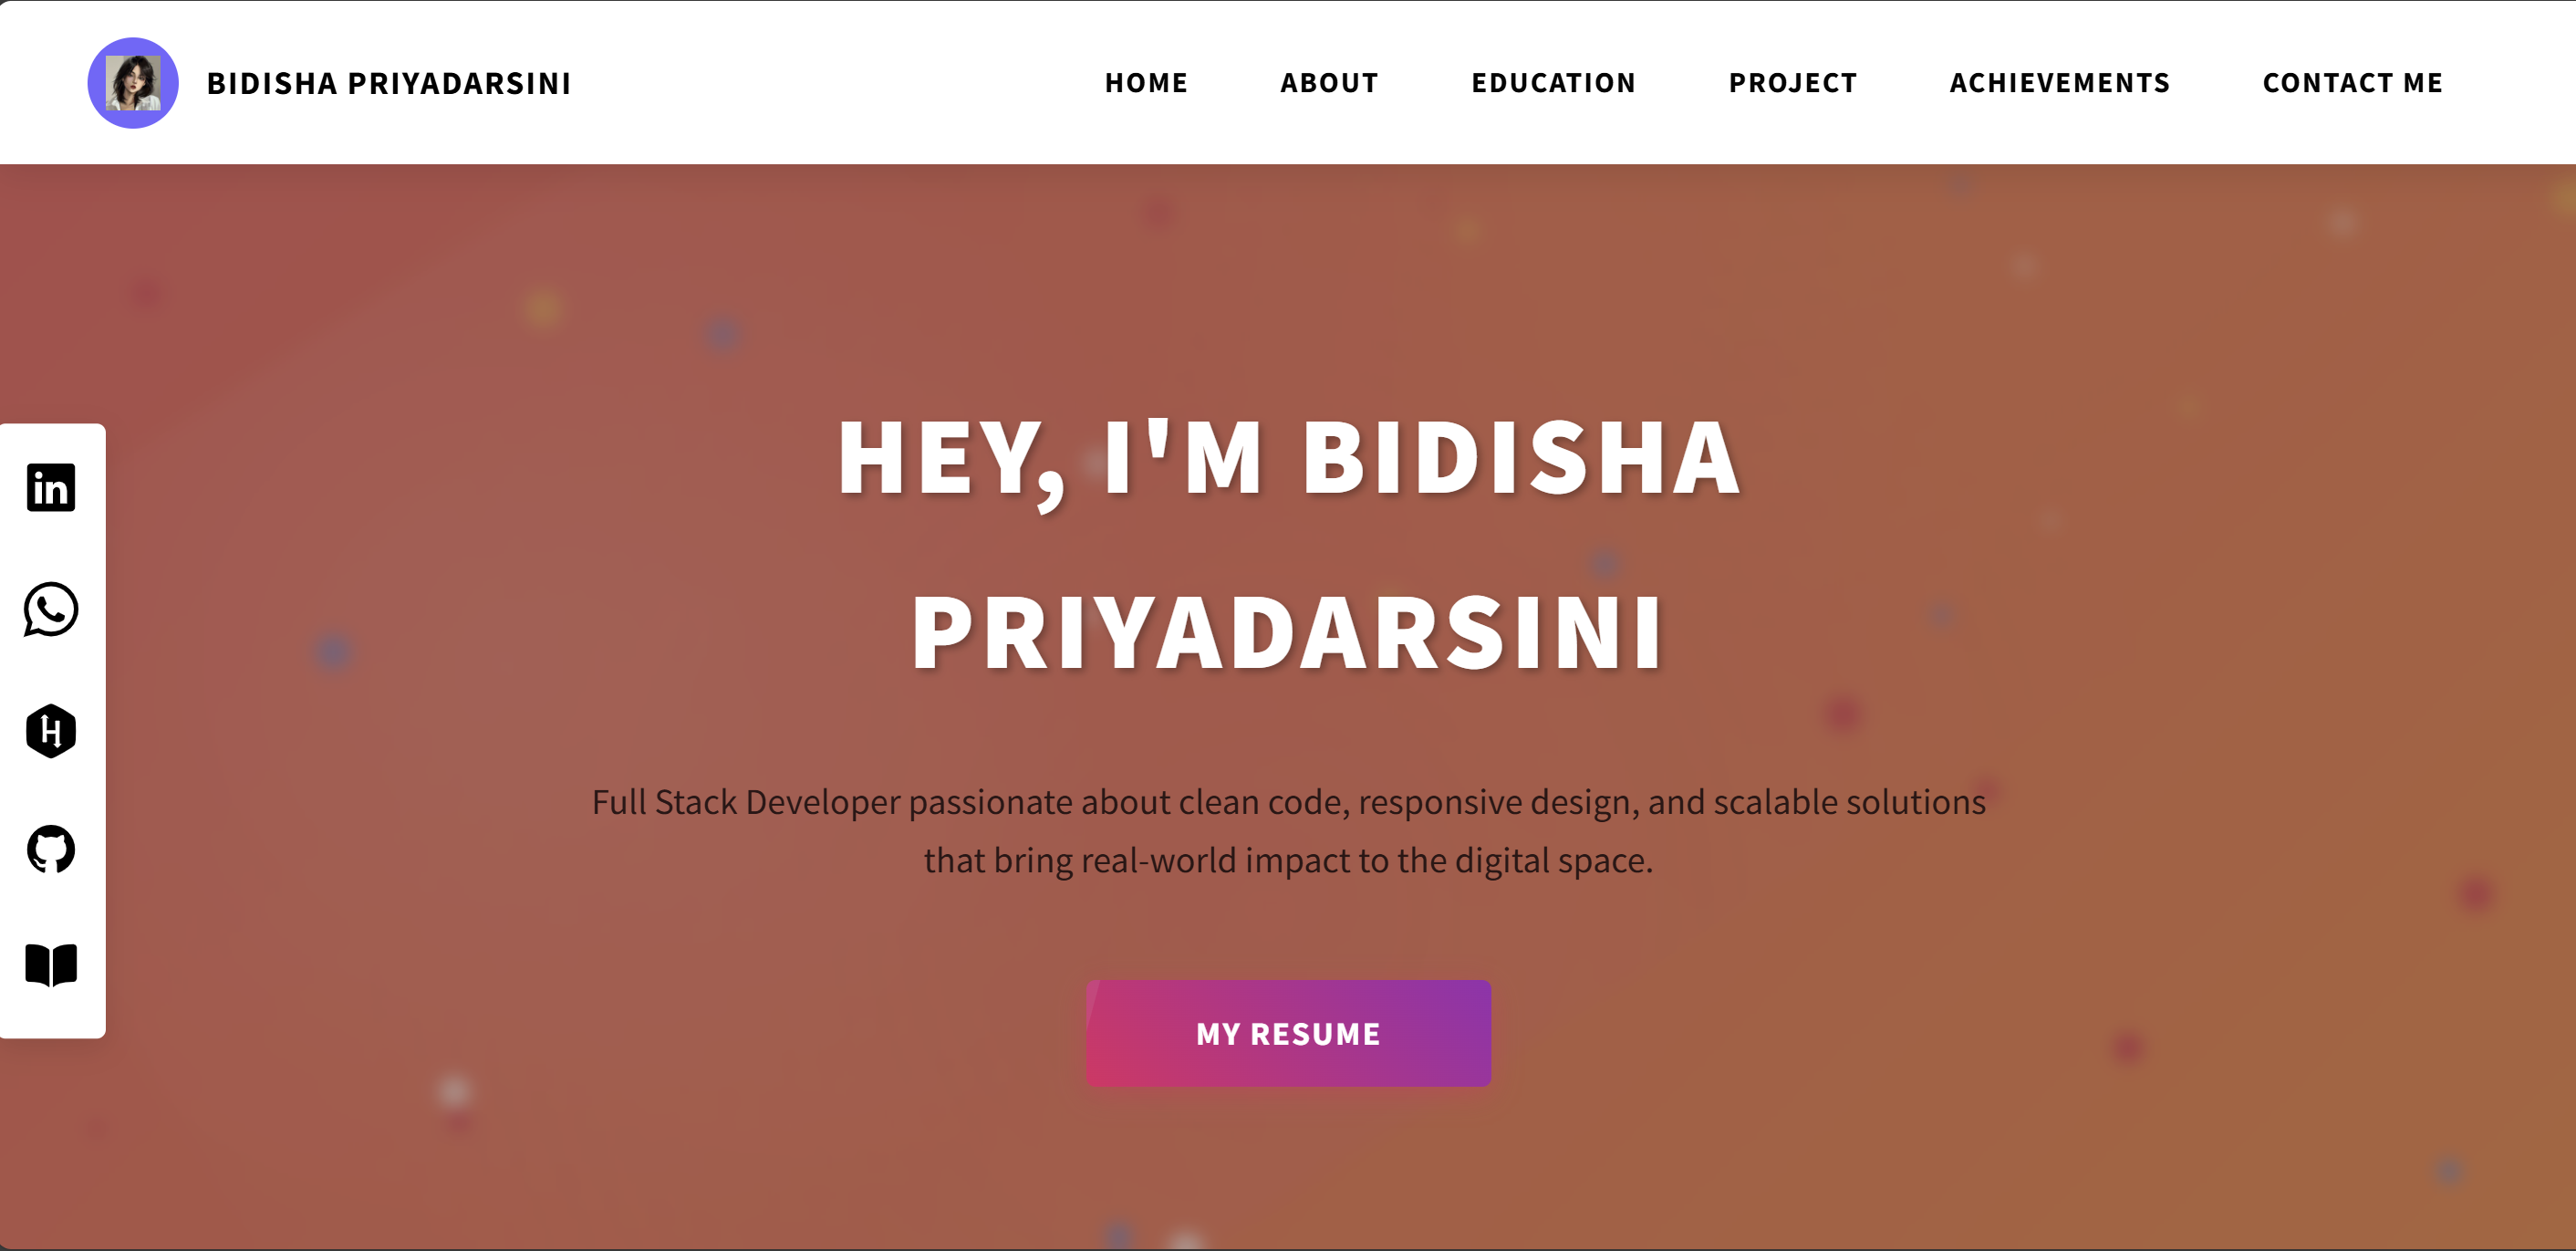 BIDISHA PRIYADARSINI
HOME ABOUT EDUCATION PROJECT ACHIEVEMENTS CONTACT ME
HEY, I'M BIDISHA
PRIYADARSINI
Full Stack Developer passionate about clean code, responsive design, and scalable solutions
that bring real-world impact to the digital space.
MY RESUME
in
H